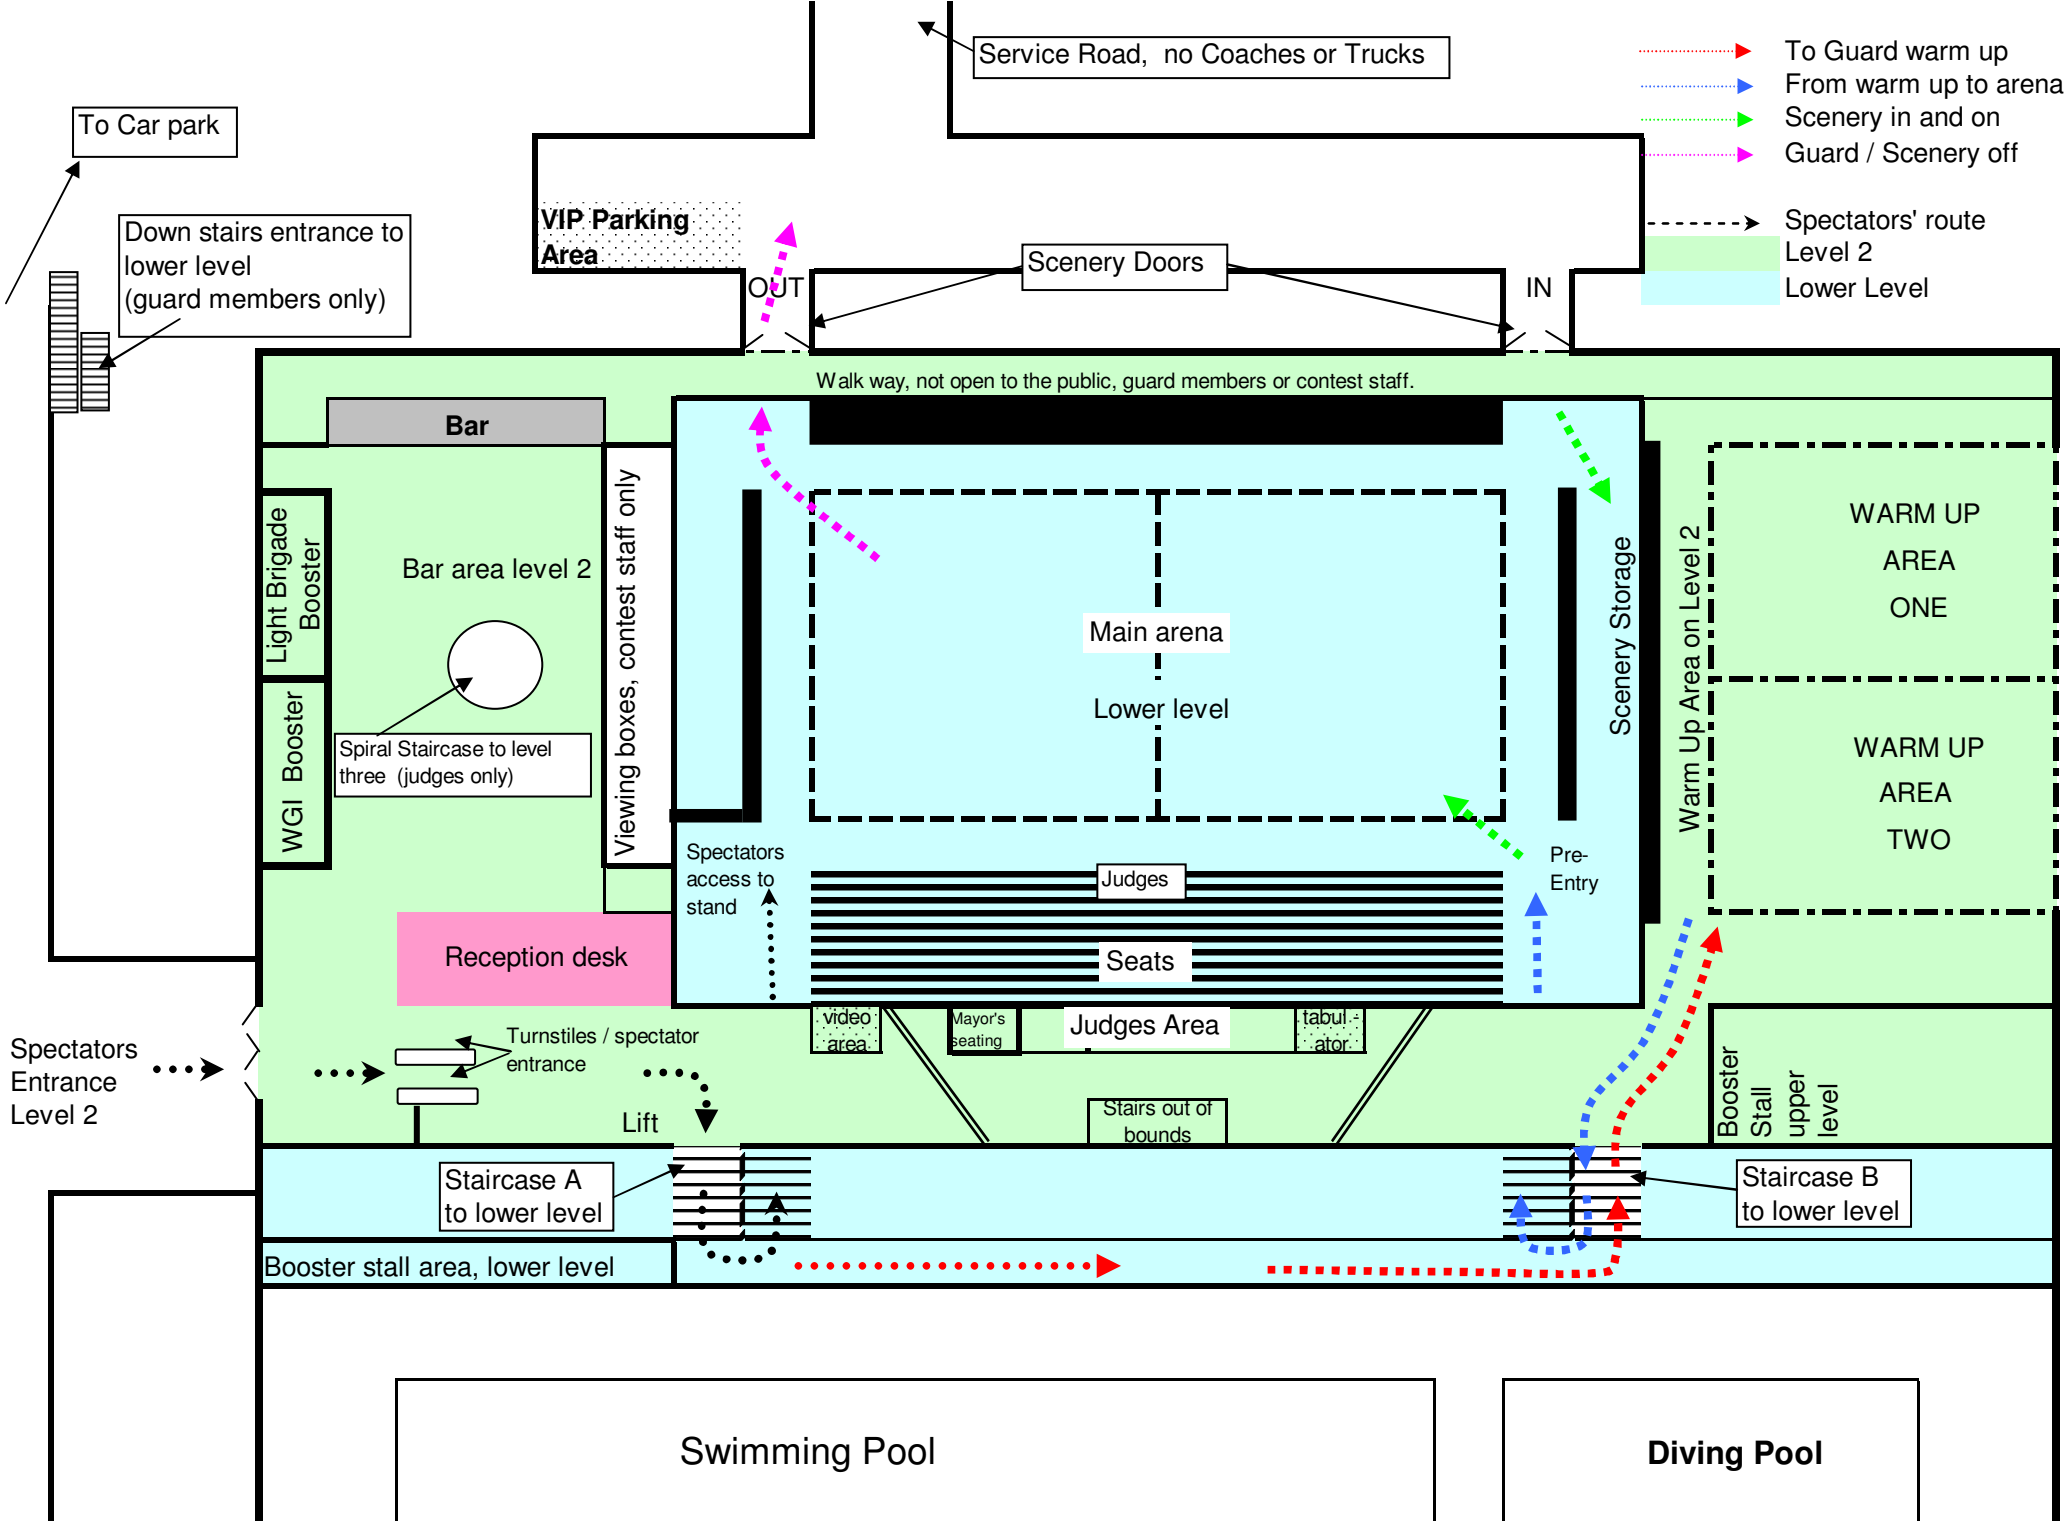 Service Road,  no Coaches or Trucks
To Guard warm up
From warm up to arena
Scenery in and on
Guard / Scenery off
Spectators' route
Level 2
Lower Level
To Car park
Down stairs entrance to
lower level
(guard members only)
VIP Parking
Area
Scenery Doors
OUT
IN
Walk way, not open to the public, guard members or contest staff.
Bar
Light Brigade
Booster
WGI  Booster
Bar area level 2
Spiral Staircase to level
three  (judges only)
Viewing boxes, contest staff only
Main arena
Lower level
Scenery Storage
Warm Up Area on Level 2
WARM UP
AREA
ONE
WARM UP
AREA
TWO
Spectators
access to
stand
Judges
Seats
Pre-
Entry
Reception desk
video
area
Mayor's
seating
Judges Area
tabul -
ator
Turnstiles / spectator
entrance
Spectators
Entrance
Level 2
Lift
Stairs out of
bounds
Booster
Stall
upper
level
Staircase A
to lower level
Staircase B
to lower level
Booster stall area, lower level
Swimming Pool
Diving Pool